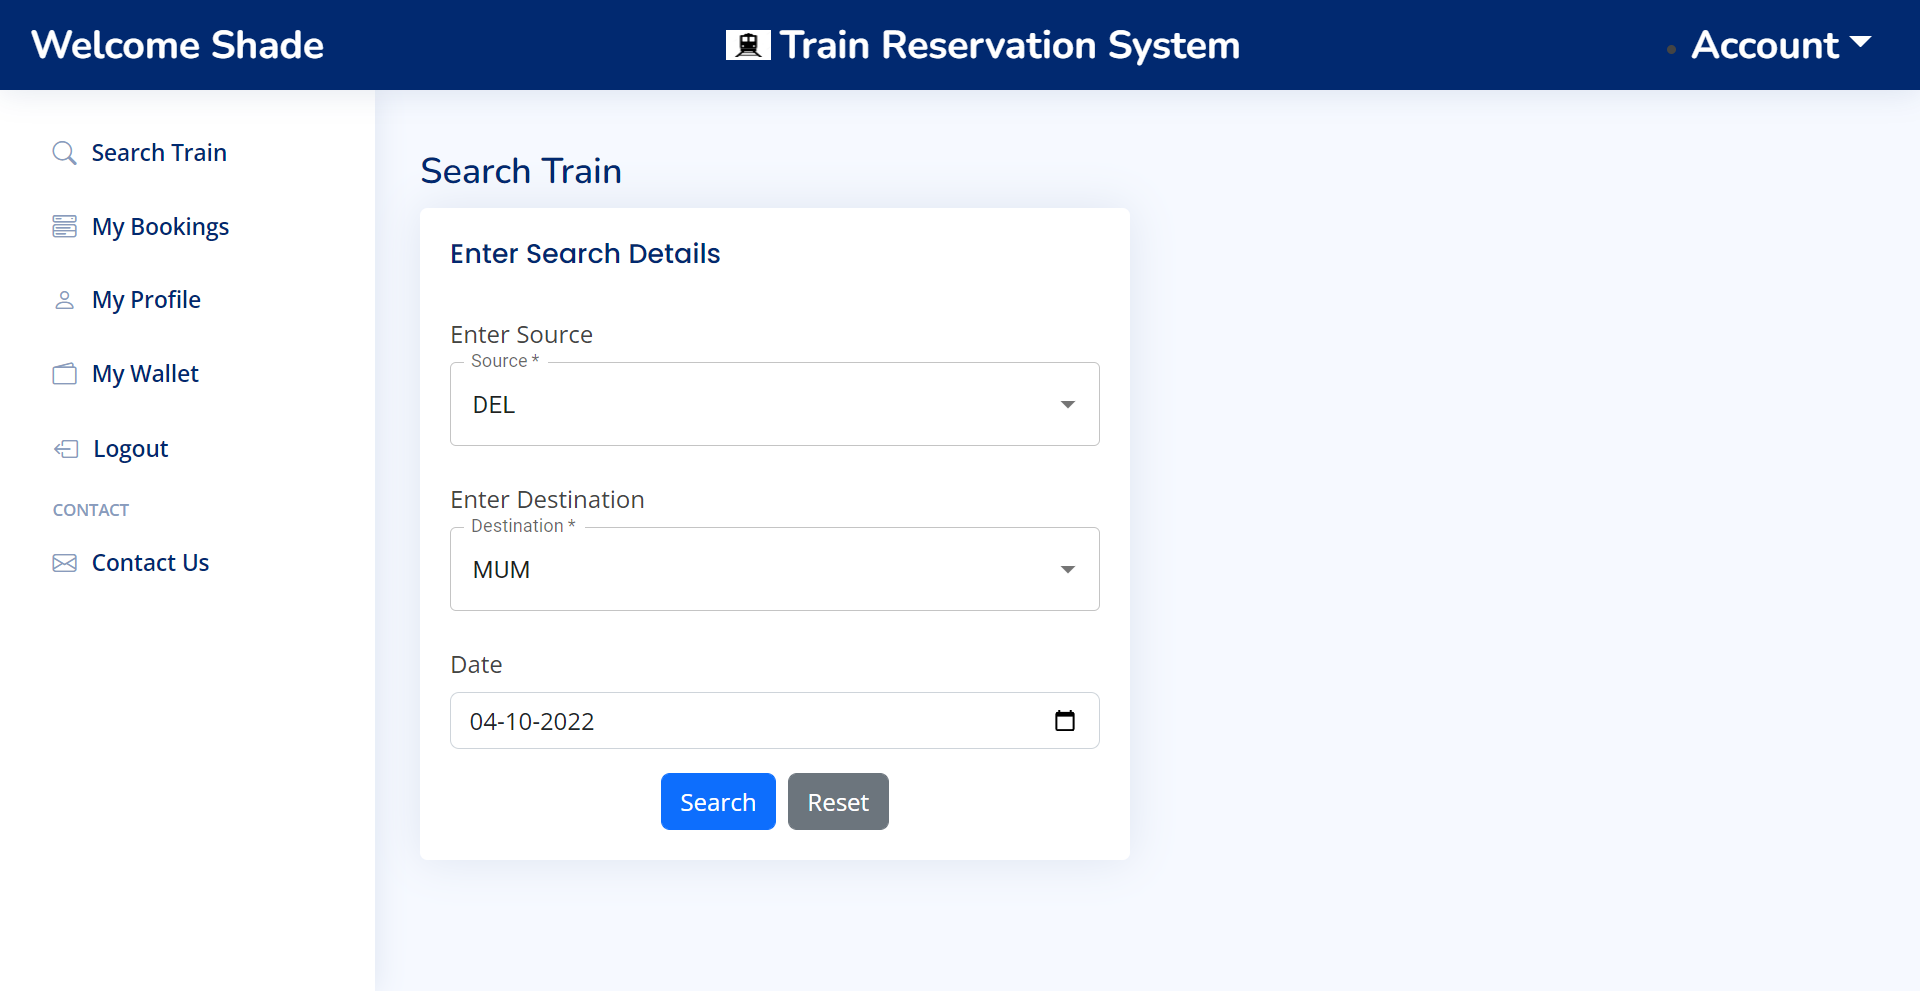 Welcome Shade
Train Reservation System
Account
Search Train
My Bookings
My Profile
My Wallet
Logout
CONTACT
Contact Us
Search Train
Enter Search Details
Enter Source
Source *
DEL
Enter Destination
Destination *
MUM
Date
04-10-2022
Search Reset